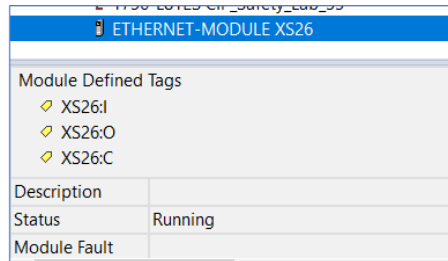 ETHERNET-MODULE XS26
Module Defined Tags
XS26:I
XS26:O
XS26:C
Description
Status Running
Module Fault